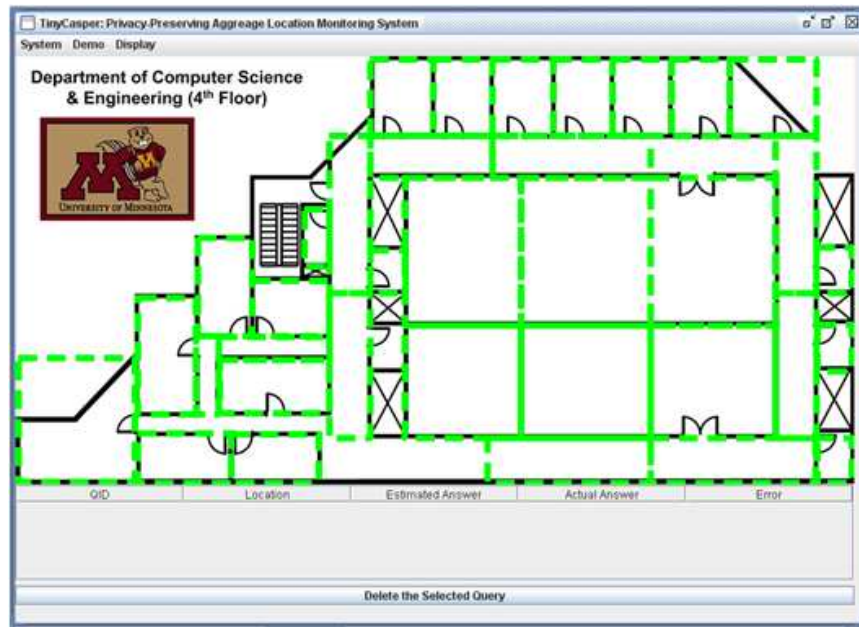 TinyCasper: Privacy-Preserving Aggreage Location Monitoring System
System Demo Display
Department of Computer Science
& Engineering (4th Floor)
M
UNIVERSITY OF MINNESOTA
QID Location Estimated Answer Actual Answer Error
Delete the Selected Query